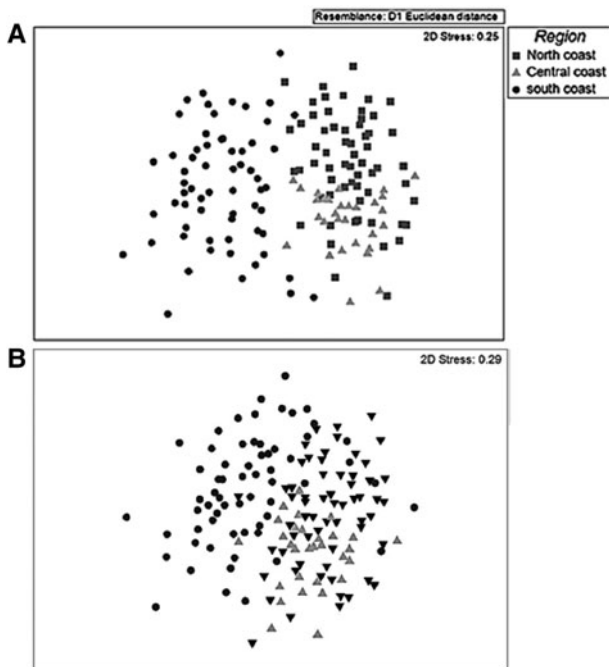 Resemblance: D1 Euclidean distance
A
2D Stress: 0.25
Region
North coast
Central coast
south coast
B
2D Stress: 0.29